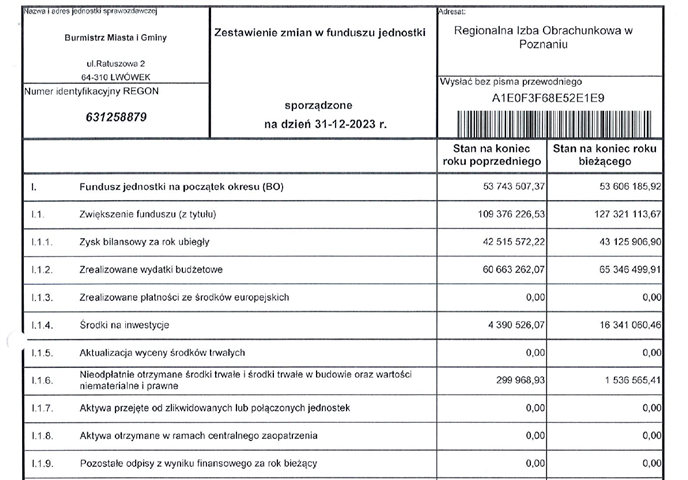 Nazwa i adres jednostki sprawozdawczej
Burmistrz Miasta i Gminy
ul.Ratuszowa 2
64-310 LWÓWEK
Numer identyfikacyjny REGON
631258879
Zestawienie zmian w funduszu jednostki
sporządzone
na dzień 31-12-2023 r.
Adresat:
Regionalna Izba Obrachunkowa w
Poznaniu
Wysłać bez pisma przewodniego
A1E0F3F68E52E1E9
Stan na koniec
roku poprzedniego
Stan na koniec roku
bieżącego
I. Fundusz jednostki na początek okresu (BO) 53 743 507,37 53 606 185,92
I.1. Zwiększenie funduszu (z tytułu) 109 376 226,53 127 321 113,67
I.1.1. Zysk bilansowy za rok ubiegły 42 515 572,22 43 125 906,90
I.1.2. Zrealizowane wydatki budżetowe 60 663 262,07 65 346 499,91
I.1.3. Zrealizowane płatności ze środków europejskich 0,00 0,00
I.1.4. Środki na inwestycje 4 390 526,07 16 341 060,46
I.1.5. Aktualizacja wyceny środków trwałych 0,00 0,00
I.1.6. Nieodpłatnie otrzymane środki trwałe i środki trwałe w budowie oraz wartości
niematerialne i prawne 299 968,93 1 536 565,41
I.1.7. Aktywa przejęte od zlikwidowanych lub połączonych jednostek 0,00 0,00
I.1.8. Aktywa otrzymane w ramach centralnego zaopatrzenia 0,00 0,00
I.1.9. Pozostałe odpisy z wyniku finansowego za rok bieżący 0,00 0,00